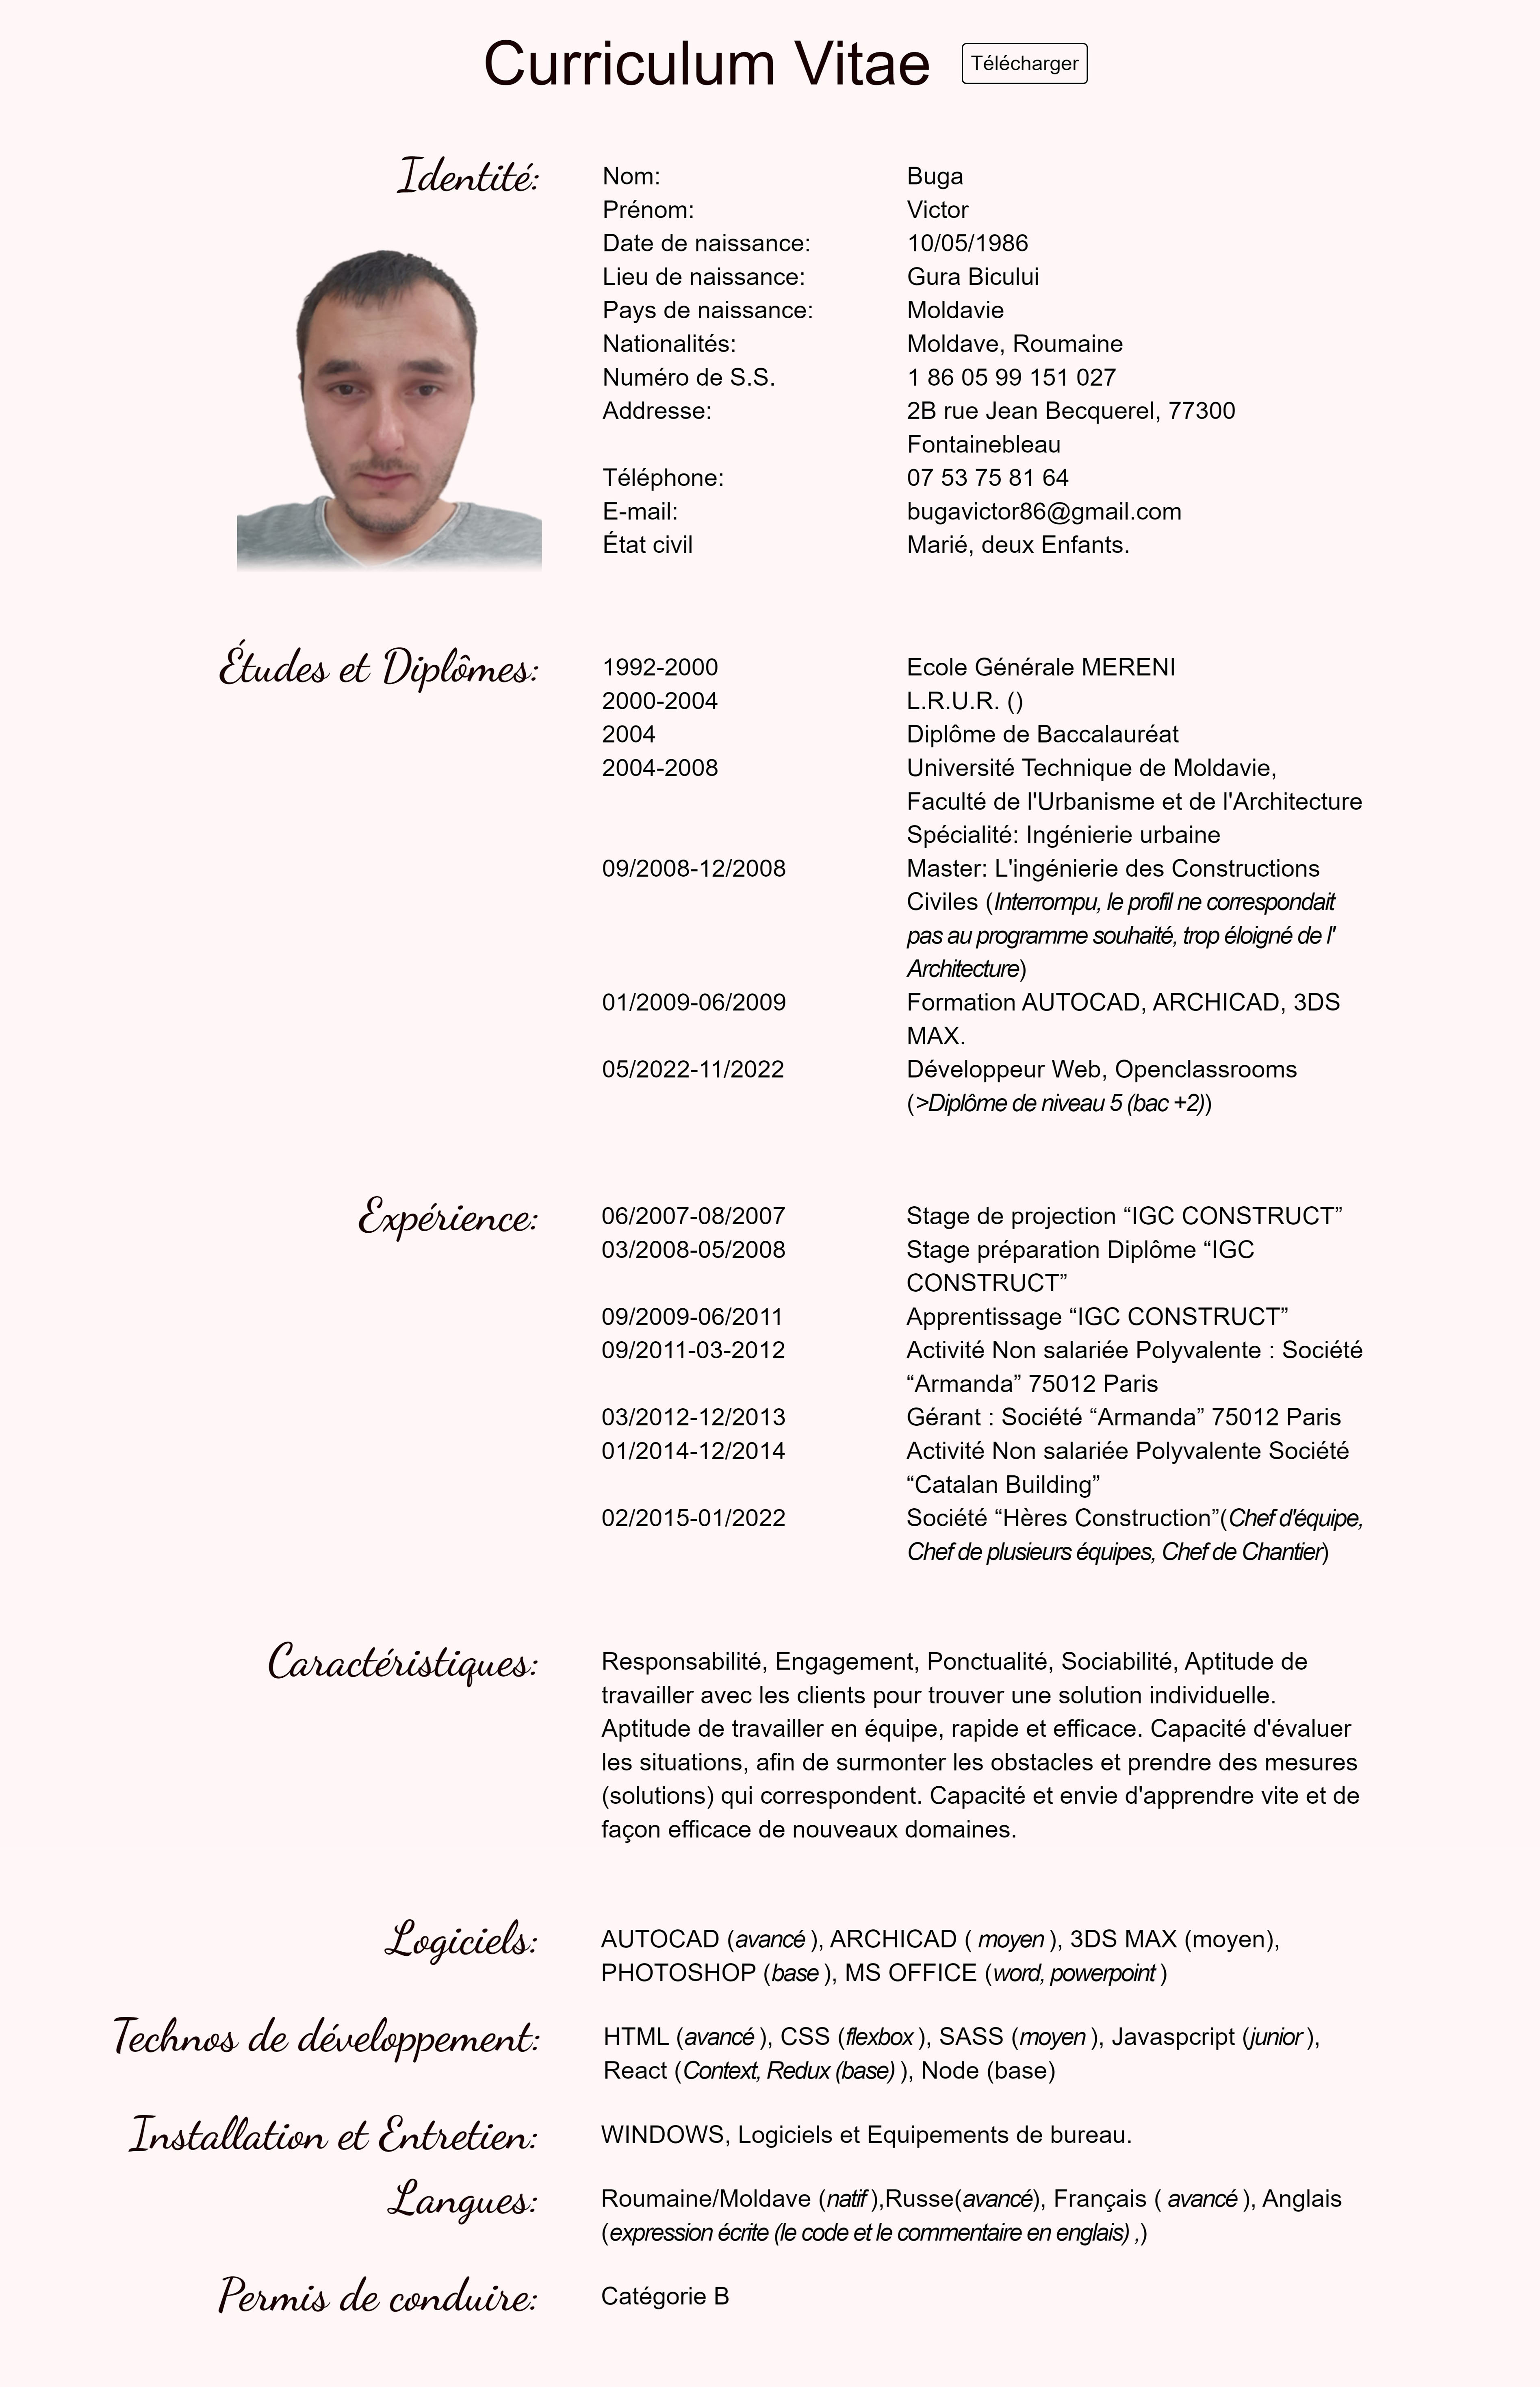 Curriculum Vitae Télécharger
Identité:
Nom: Buga
Prénom: Victor
Date de naissance: 10/05/1986
Lieu de naissance: Gura Bicului
Pays de naissance: Moldavie
Nationalités: Moldave, Roumaine
Numéro de S.S. 1 86 05 99 151 027
Addresse: 2B rue Jean Becquerel, 77300
Fontainebleau
Téléphone: 07 53 75 81 64
E-mail: bugavictor86@gmail.com
État civil Marié, deux Enfants.
Études et Diplômes:
1992-2000 Ecole Générale MERENI
2000-2004 L.R.U.R. ()
2004 Diplôme de Baccalauréat
2004-2008 Université Technique de Moldavie,
Faculté de l'Urbanisme et de l'Architecture
Spécialité: Ingénierie urbaine
09/2008-12/2008 Master: L'ingénierie des Constructions
Civiles (Interrompu, le profil ne correspondait
pas au programme souhaité, trop éloigné de l'
Architecture)
01/2009-06/2009 Formation AUTOCAD, ARCHICAD, 3DS
MAX.
05/2022-11/2022 Développeur Web, Openclassrooms
(>Diplôme de niveau 5 (bac +2))
Expérience:
06/2007-08/2007 Stage de projection “IGC CONSTRUCT”
03/2008-05/2008 Stage préparation Diplôme “IGC
CONSTRUCT”
09/2009-06/2011 Apprentissage “IGC CONSTRUCT”
09/2011-03-2012 Activité Non salariée Polyvalente : Société
“Armanda” 75012 Paris
03/2012-12/2013 Gérant : Société “Armanda” 75012 Paris
01/2014-12/2014 Activité Non salariée Polyvalente Société
“Catalan Building”
02/2015-01/2022 Société “Hères Construction”(Chef d'équipe,
Chef de plusieurs équipes, Chef de Chantier)
Caractéristiques:
Responsabilité, Engagement, Ponctualité, Sociabilité, Aptitude de
travailler avec les clients pour trouver une solution individuelle.
Aptitude de travailler en équipe, rapide et efficace. Capacité d'évaluer
les situations, afin de surmonter les obstacles et prendre des mesures
(solutions) qui correspondent. Capacité et envie d'apprendre vite et de
façon efficace de nouveaux domaines.
Logiciels:
AUTOCAD (avancé ), ARCHICAD ( moyen ), 3DS MAX (moyen),
PHOTOSHOP (base ), MS OFFICE (word, powerpoint )
Technos de développement:
HTML (avancé ), CSS (flexbox ), SASS (moyen ), Javaspcript (junior ),
React (Context, Redux (base) ), Node (base)
Installation et Entretien:
WINDOWS, Logiciels et Equipements de bureau.
Langues:
Roumaine/Moldave (natif ),Russe(avancé), Français ( avancé ), Anglais
(expression écrite (le code et le commentaire en englais) ,)
Permis de conduire:
Catégorie B